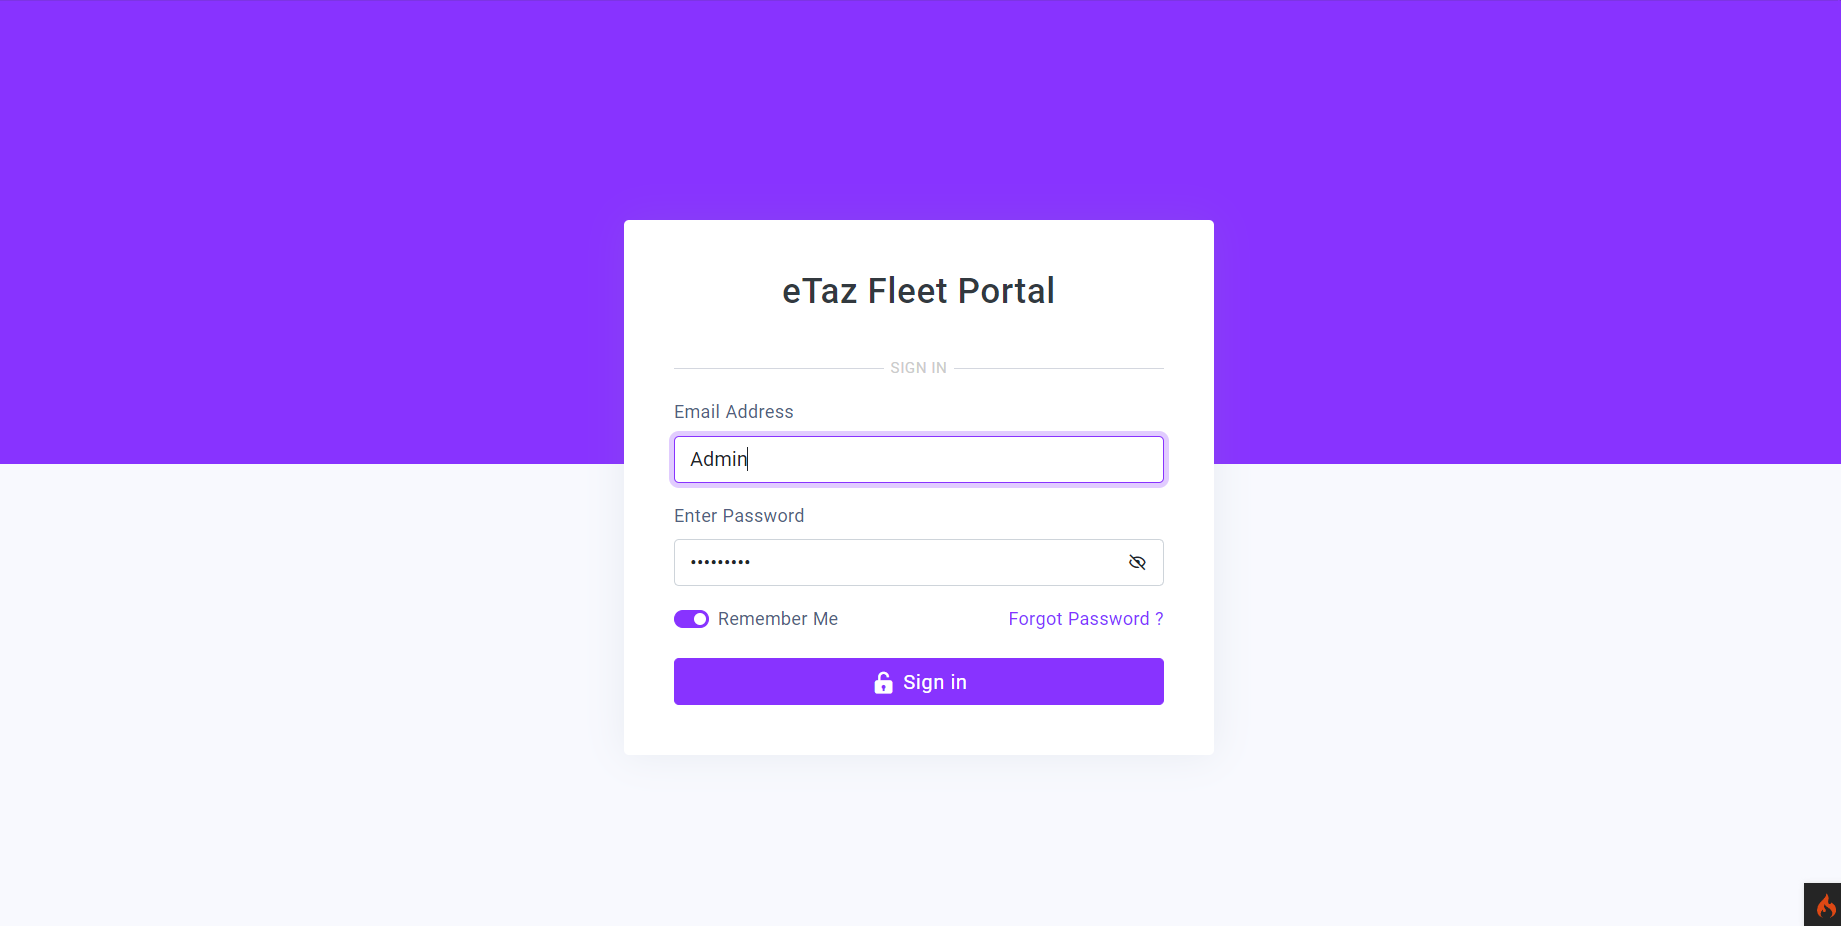 eTaz Fleet Portal
SIGN IN
Email Address
Admin
Enter Password
•••••••••
Remember Me
Forgot Password ?
Sign in